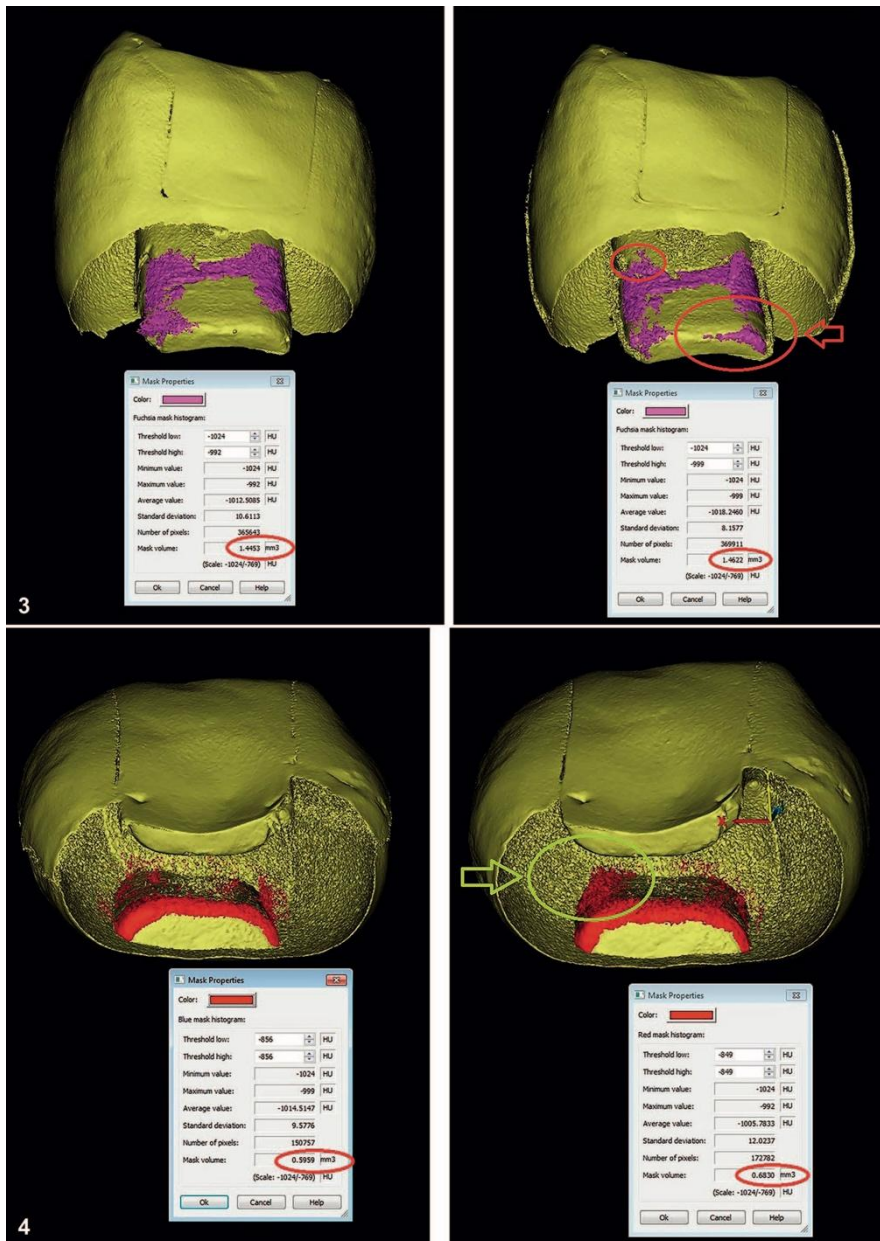 Mask Properties
Color:
Fuchsia mask histogram:
Threshold low: -1024 HU
Threshold high: -992 HU
Minimum value: -1024 HU
Maximum value: -992 HU
Average value: -1012.5085 HU
Standard deviation: 10.6113
Number of pixels: 365643
Mask volume: 1.4453 mm3
(Scale: -1024/-769) HU
Ok Cancel Help
3
Mask Properties
Color:
Fuchsia mask histogram:
Threshold low: -1024 HU
Threshold high: -999 HU
Minimum value: -1024 HU
Maximum value: -999 HU
Average value: -1018.2460 HU
Standard deviation: 8.1577
Number of pixels: 369911
Mask volume: 1.4622 mm3
(Scale: -1024/-769) HU
Ok Cancel Help
Mask Properties
Color:
Blue mask histogram:
Threshold low: -856 HU
Threshold high: -856 HU
Minimum value: -1024 HU
Maximum value: -999 HU
Average value: -1014.5147 HU
Standard deviation: 9.5776
Number of pixels: 150757
Mask volume: 0.5959 mm3
(Scale: -1024/-769) HU
Ok Cancel Help
4
X
Mask Properties
Color:
Red mask histogram:
Threshold low: -849 HU
Threshold high: -849 HU
Minimum value: -1024 HU
Maximum value: -992 HU
Average value: -1005.7833 HU
Standard deviation: 12.0237
Number of pixels: 172782
Mask volume: 0.6830 mm3
(Scale: -1024/-769) HU
Ok Cancel Help